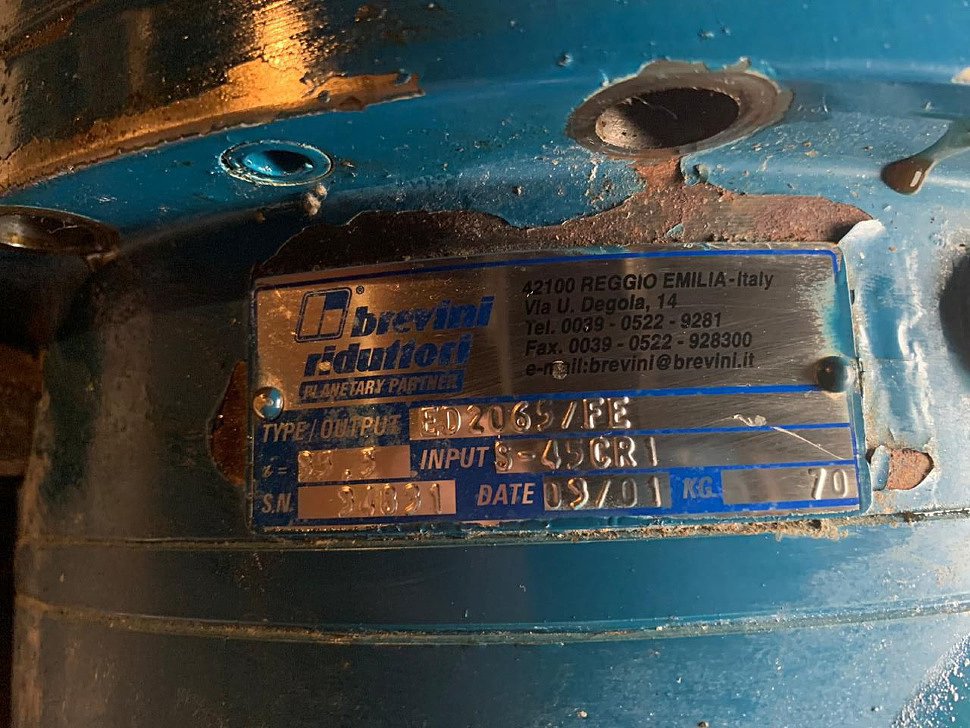 brevini
riduttori
PLANETARY PARTNER
42100 REGGIO EMILIA-Italy
Via U. Degola, 14
Tel. 0039 - 0522 - 9281
Fax. 0039 - 0522 - 928300
e-mail:brevini@brevini.it
TYPE / OUTPUT ED2065/FE
i = INPUT S-45CR1
S.N. DATE 09/01 KG 70